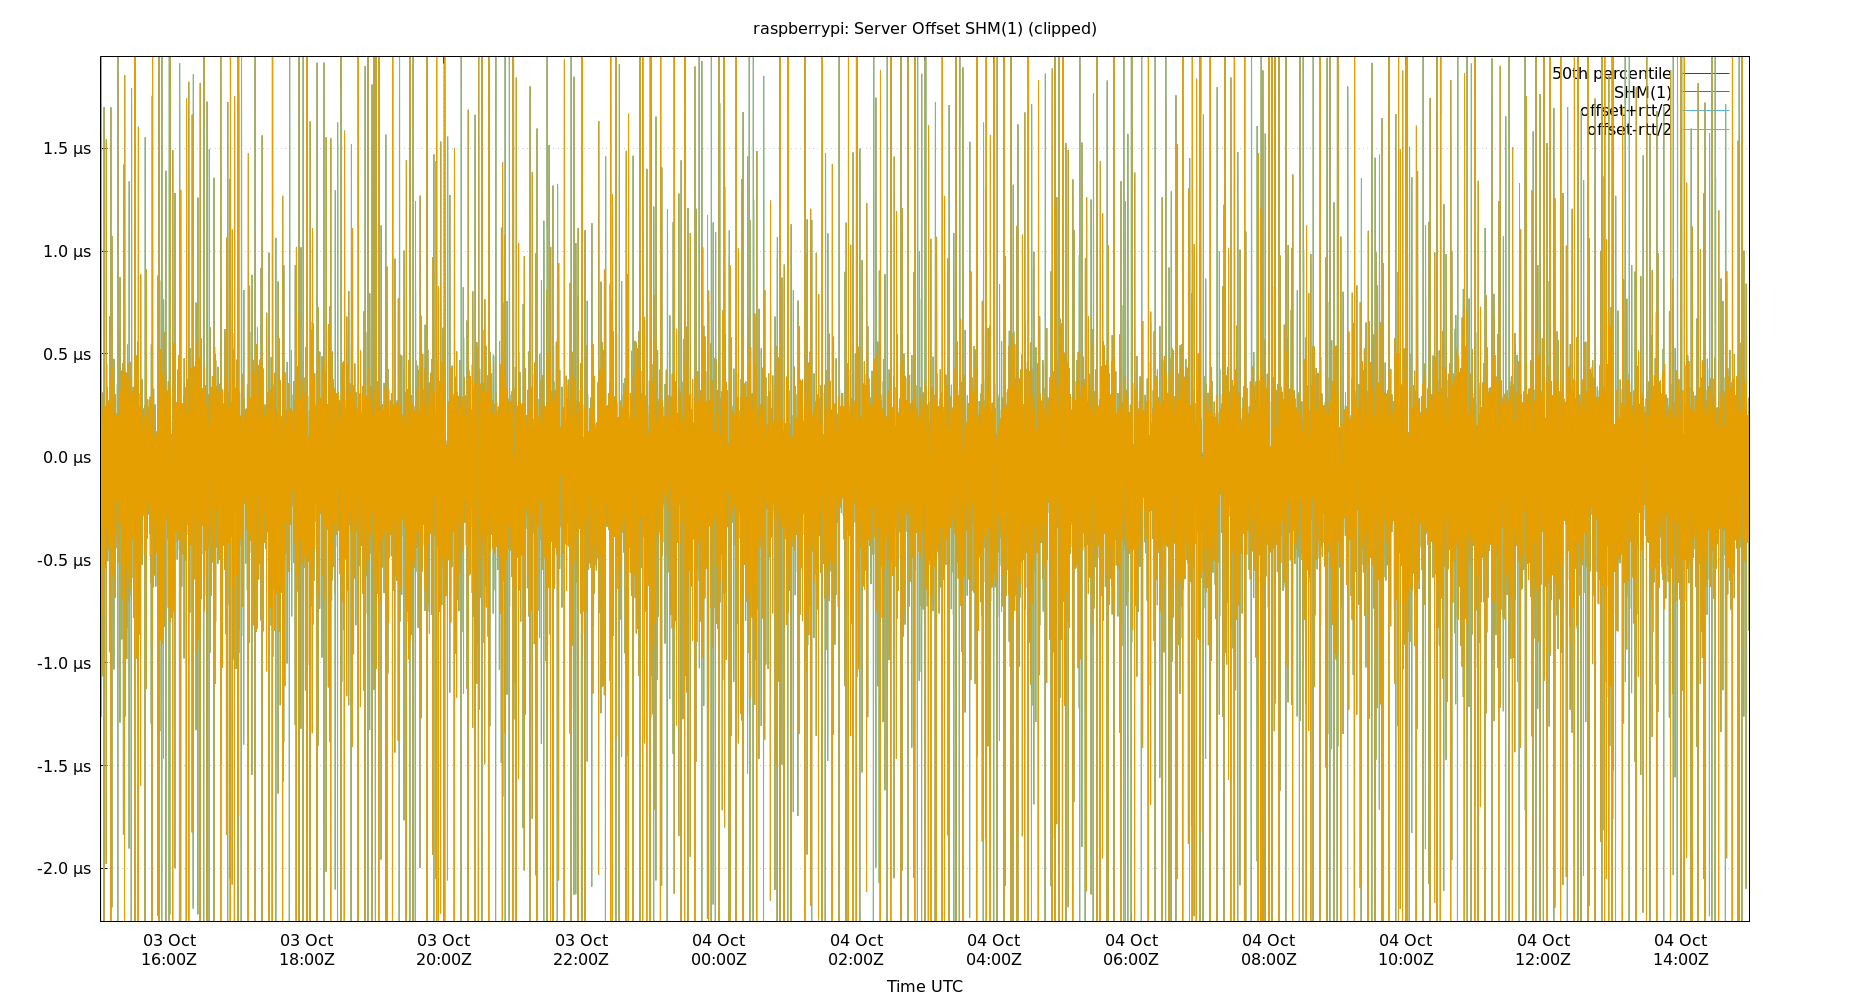 raspberrypi: Server Offset SHM(1) (clipped)
50th percentile
SHM(1)
offset+rtt/2
offset-rtt/2
1.5 µs
1.0 µs
0.5 µs
0.0 µs
-0.5 µs
-1.0 µs
-1.5 µs
-2.0 µs
03 Oct 03 Oct 03 Oct 03 Oct 04 Oct 04 Oct 04 Oct 04 Oct 04 Oct 04 Oct 04 Oct 04 Oct
16:00Z 18:00Z 20:00Z 22:00Z 00:00Z 02:00Z 04:00Z 06:00Z 08:00Z 10:00Z 12:00Z 14:00Z
Time UTC